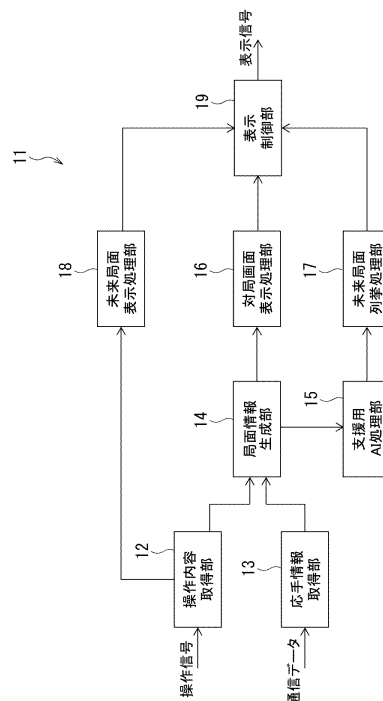 11
操作信号
12
操作内容
取得部
通信データ
13
応手情報
取得部
14
局面情報
生成部
15
支援用
AI処理部
18
未来局面
表示処理部
16
対局画面
表示処理部
17
未来局面
列挙処理部
19
表示
制御部
表示信号